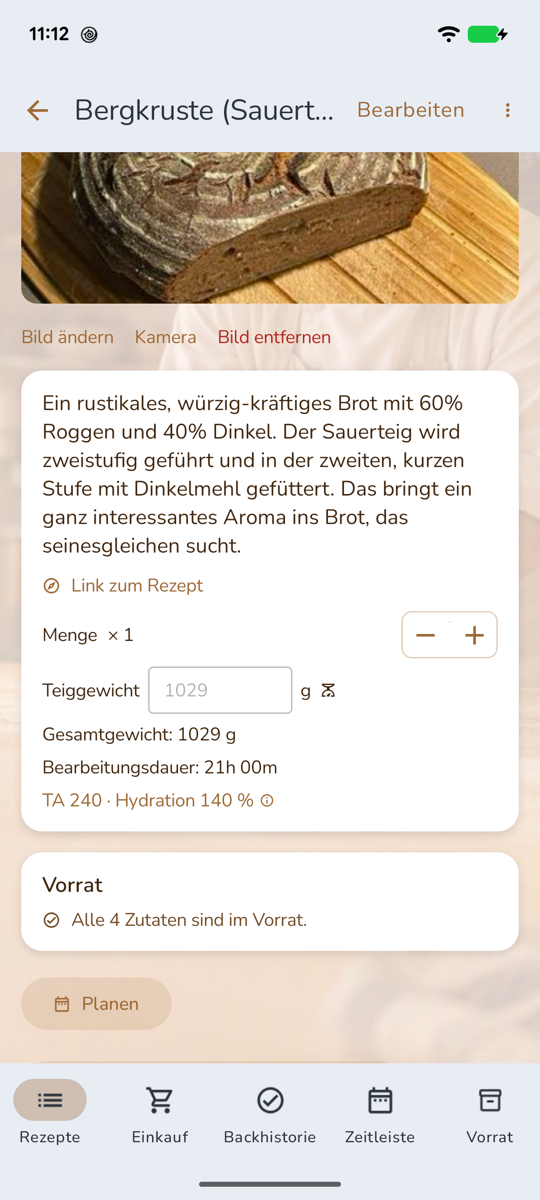 11:12
Bergkruste (Sauert...
Bearbeiten
Bild ändern
Kamera
Bild entfernen
Ein rustikales, würzig-kräftiges Brot mit 60%
Roggen und 40% Dinkel. Der Sauerteig wird
zweistufig geführt und in der zweiten, kurzen
Stufe mit Dinkelmehl gefüttert. Das bringt ein
ganz interessantes Aroma ins Brot, das
seinesgleichen sucht.
Link zum Rezept
Menge × 1
Teiggewicht 1029 g
Gesamtgewicht: 1029 g
Bearbeitungsdauer: 21h 00m
TA 240 · Hydration 140 %
Vorrat
Alle 4 Zutaten sind im Vorrat.
Planen
Rezepte
Einkauf
Backhistorie
Zeitleiste
Vorrat